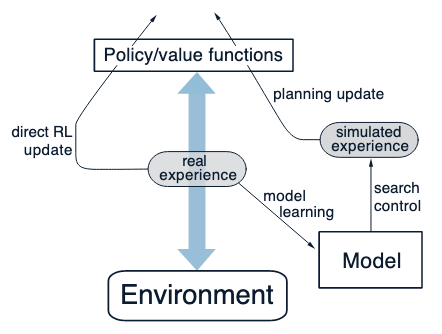 Policy/value functions
planning update
direct RL
update
simulated
experience
real
experience
model
learning
search
control
Model
Environment